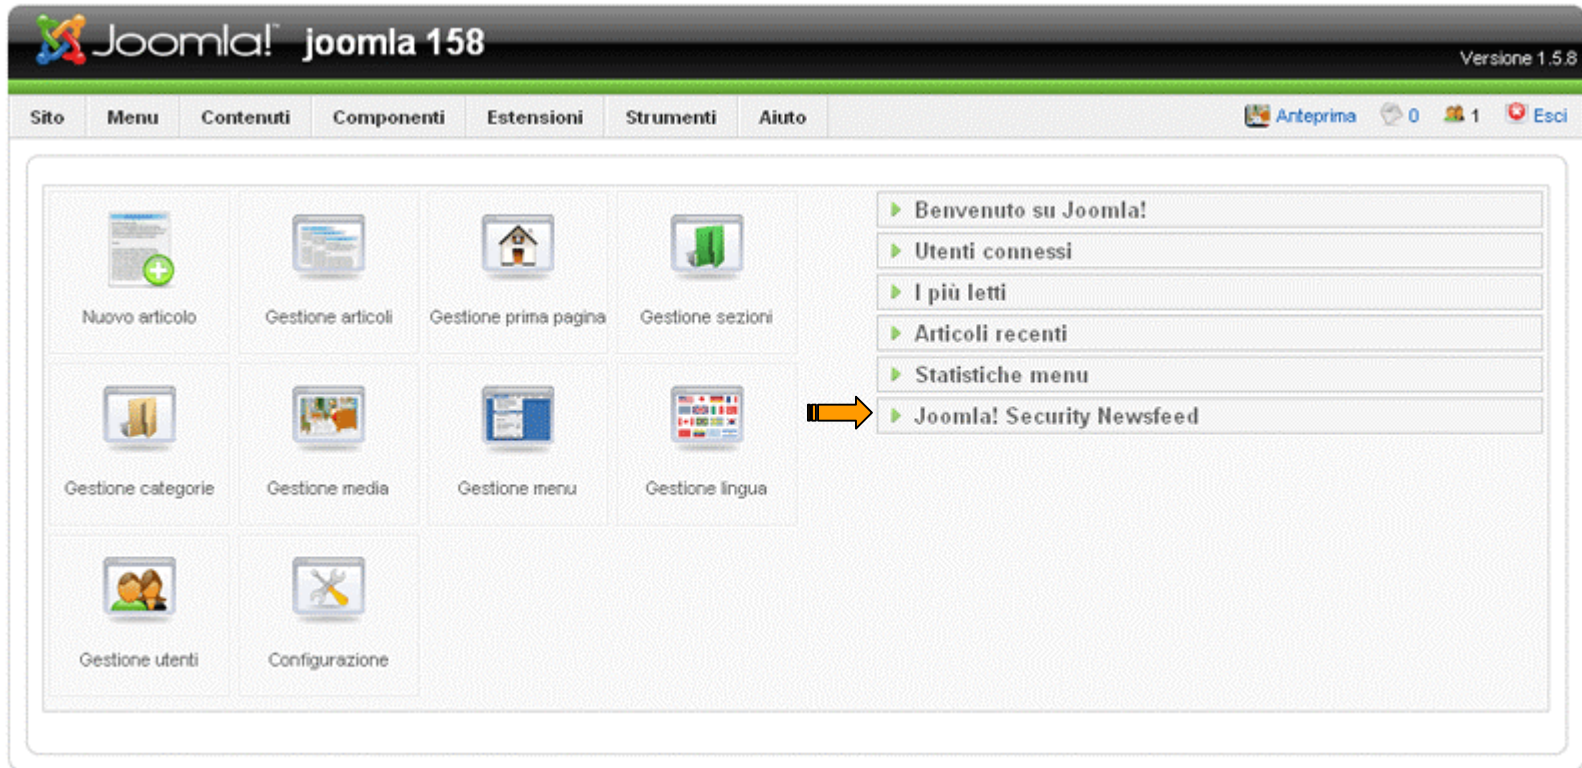 Joomla! joomla 158
Versione 1.5.8
Sito Menu Contenuti Componenti Estensioni Strumenti Aiuto Anteprima 0 1 Esci
Nuovo articolo Gestione articoli Gestione prima pagina Gestione sezioni
Gestione categorie Gestione media Gestione menu Gestione lingua
Gestione utenti Configurazione
Benvenuto su Joomla!
Utenti connessi
I più letti
Articoli recenti
Statistiche menu
Joomla! Security Newsfeed